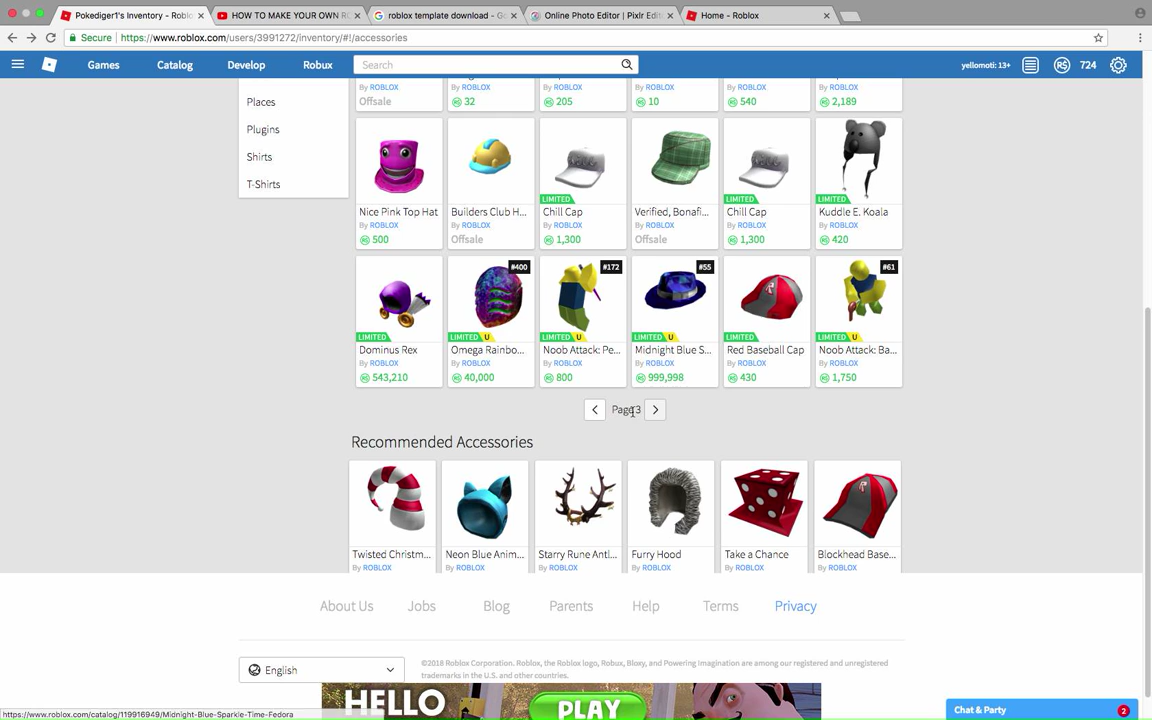 Pokediger1's Inventory - Rob
HOW TO MAKE YOUR OWN R
roblox template download - Go
Online Photo Editor | Pixlr Edit
Home - Roblox
Secure
https://www.roblox.com/users/3991272/inventory/#!/accessories
Games
Catalog
Develop
Robux
Search
yellomoti: 13+
R$
724
Places
Plugins
Shirts
T-Shirts
By ROBLOX
By ROBLOX
By ROBLOX
By ROBLOX
By ROBLOX
By ROBLOX
Offsale
32
205
10
540
2,189
LIMITED
LIMITED
LIMITED
Nice Pink Top Hat
Builders Club H...
Chill Cap
Verified, Bonafi...
Chill Cap
Kuddle E. Koala
By ROBLOX
By ROBLOX
By ROBLOX
By ROBLOX
By ROBLOX
By ROBLOX
500
Offsale
1,300
Offsale
1,300
420
#400
#172
#55
#61
LIMITED
LIMITED U
LIMITED U
LIMITED U
LIMITED
LIMITED U
Dominus Rex
Omega Rainbo...
Noob Attack: Pe...
Midnight Blue S...
Red Baseball Cap
Noob Attack: Ba...
By ROBLOX
By ROBLOX
By ROBLOX
By ROBLOX
By ROBLOX
By ROBLOX
543,210
40,000
800
999,998
430
1,750
Page 3
Recommended Accessories
Twisted Christm...
Neon Blue Anim...
Starry Rune Antl...
Furry Hood
Take a Chance
Blockhead Base...
By ROBLOX
By ROBLOX
By ROBLOX
By ROBLOX
By ROBLOX
By ROBLOX
About Us
Jobs
Blog
Parents
Help
Terms
Privacy
English
©2018 Roblox Corporation. Roblox, the Roblox logo, Robux, Bloxy, and Powering Imagination are among our registered and unregistered
trademarks in the U.S. and other countries.
HELLO
PLAY
Chat & Party
2
https://www.roblox.com/catalog/119916949/Midnight-Blue-Sparkle-Time-Fedora